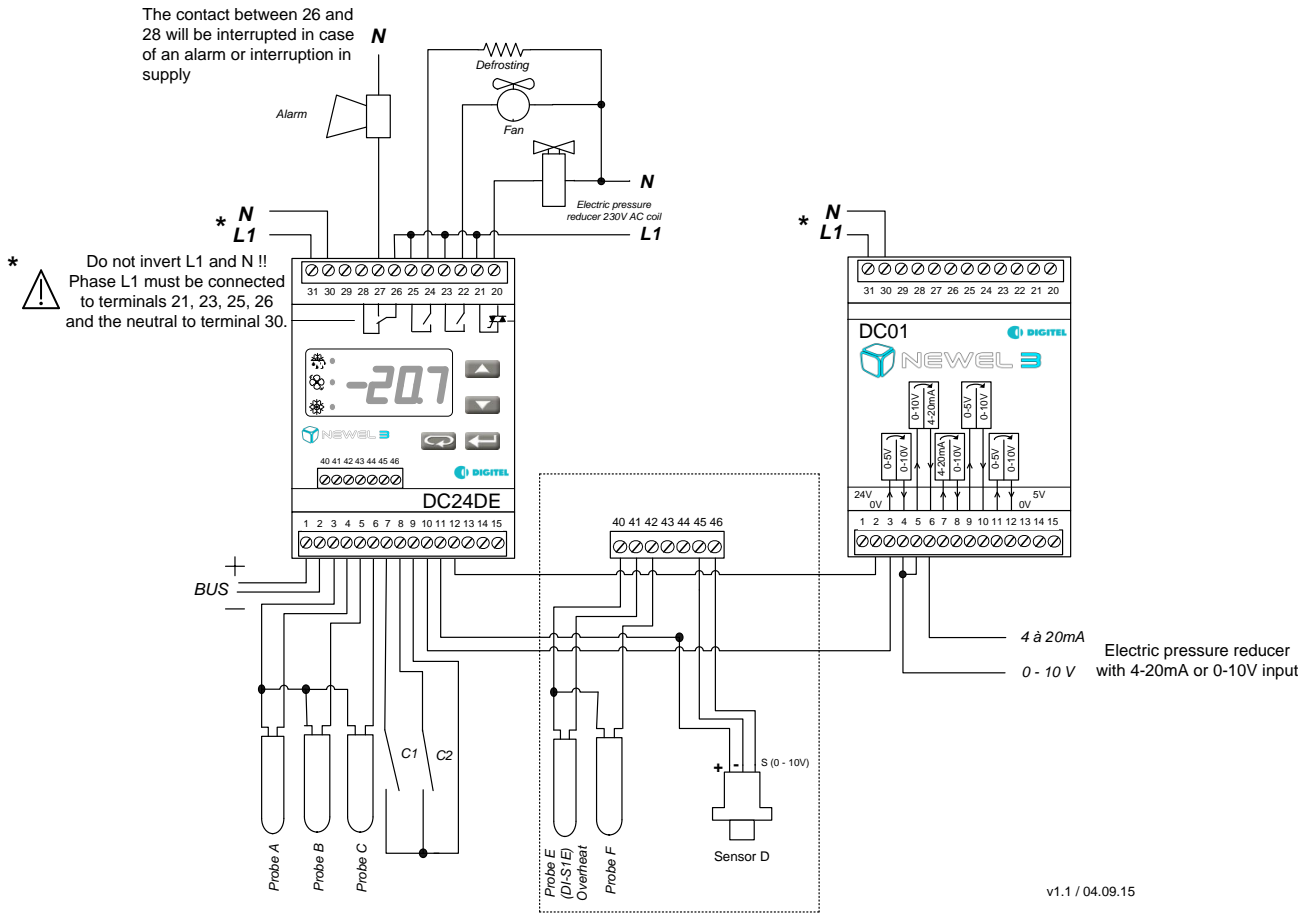 The contact between 26 and
28 will be interrupted in case
of an alarm or interruption in
supply
N
Defrosting
Alarm
Fan
N
Electric pressure
reducer 230V AC coil
L1
* N
L1
* Do not invert L1 and N !!
Phase L1 must be connected
to terminals 21, 23, 25, 26
and the neutral to terminal 30.
31 30 29 28 27 26 25 24 23 22 21 20
-20.7
NEWEL 3
40 41 42 43 44 45 46
DIGITEL
DC24DE
1 2 3 4 5 6 7 8 9 10 11 12 13 14 15
+
BUS
—
Probe A
Probe B
Probe C
C1
C2
40 41 42 43 44 45 46
+ - S (0 - 10V)
Probe E
(DI-S1E)
Overheat
Probe F
Sensor D
* N
L1
31 30 29 28 27 26 25 24 23 22 21 20
DC01
DIGITEL
NEWEL 3
0-10V
4-20mA
0-5V
0-10V
0-5V
0-10V
4-20mA
0-10V
0-5V
0-10V
24V
0V
5V
0V
1 2 3 4 5 6 7 8 9 10 11 12 13 14 15
4 à 20mA
0 - 10 V
Electric pressure reducer
with 4-20mA or 0-10V input
v1.1 / 04.09.15